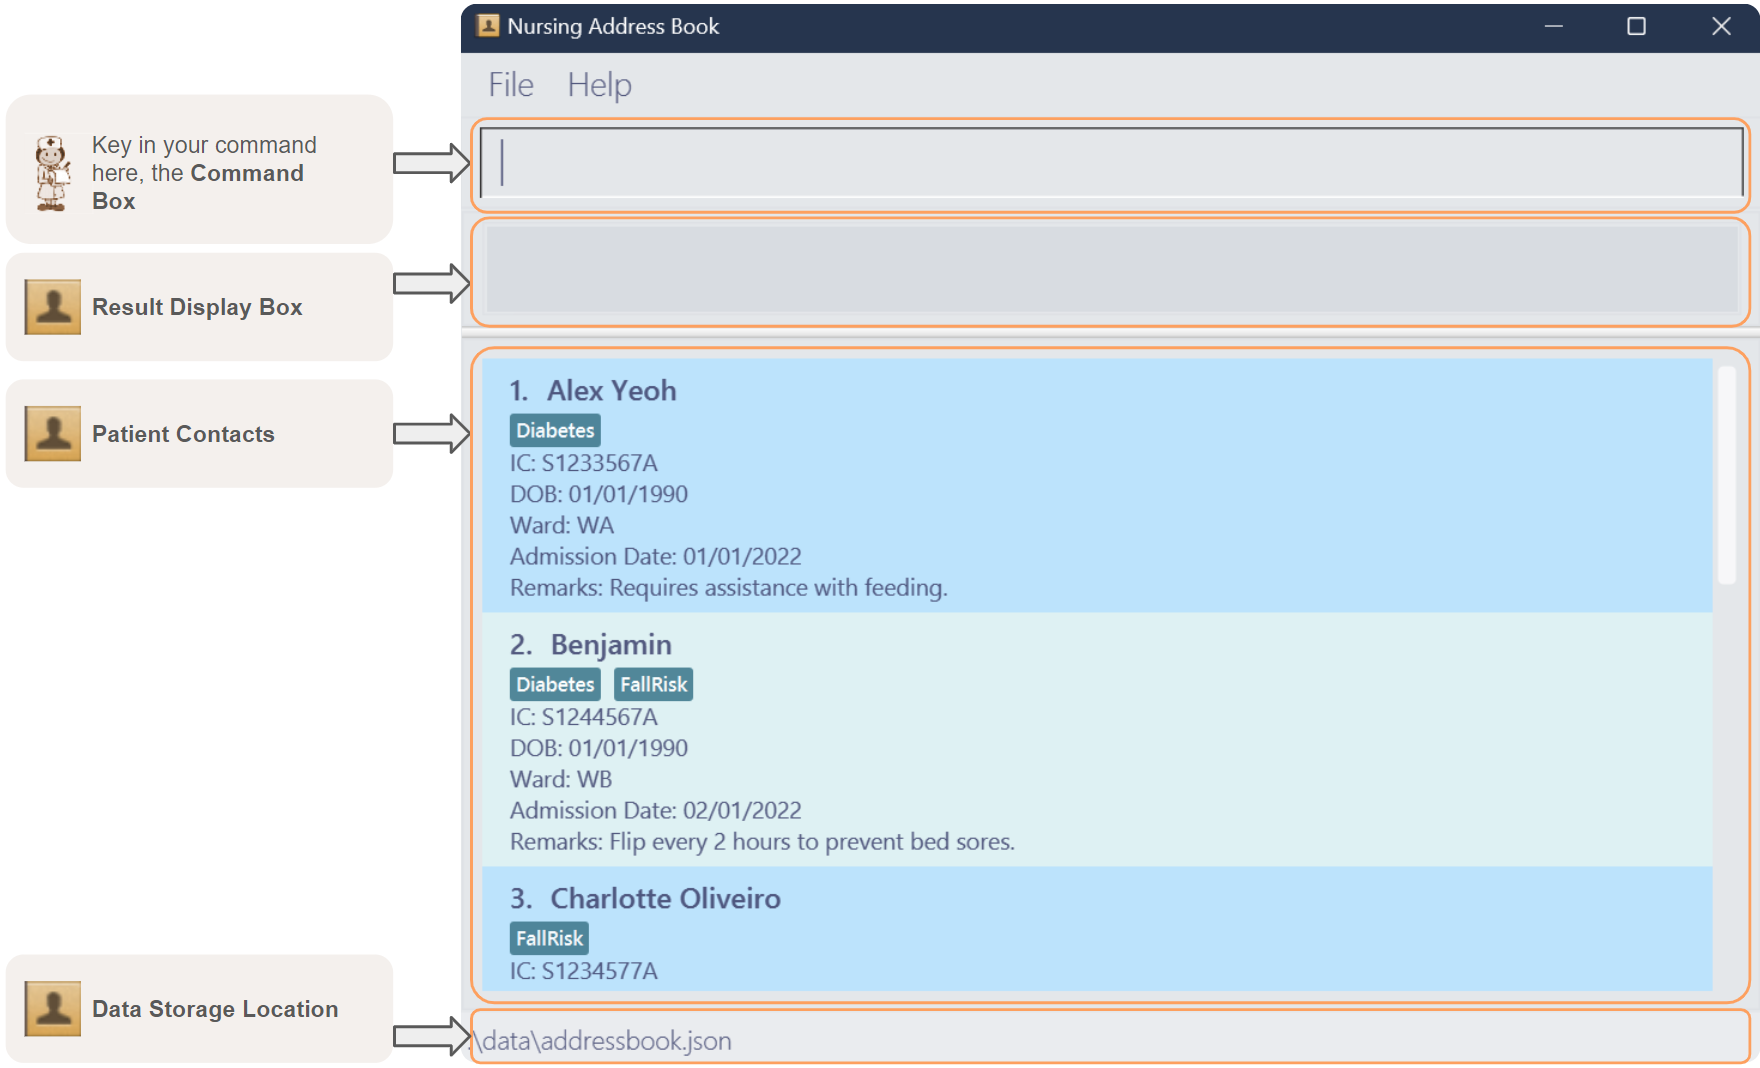 Nursing Address Book
File Help
Key in your command
here, the Command
Box
Result Display Box
Patient Contacts
1. Alex Yeoh
Diabetes
IC: S1233567A
DOB: 01/01/1990
Ward: WA
Admission Date: 01/01/2022
Remarks: Requires assistance with feeding.
2. Benjamin
Diabetes FallRisk
IC: S1244567A
DOB: 01/01/1990
Ward: WB
Admission Date: 02/01/2022
Remarks: Flip every 2 hours to prevent bed sores.
3. Charlotte Oliveiro
FallRisk
IC: S1234577A
Data Storage Location
.\data\addressbook.json